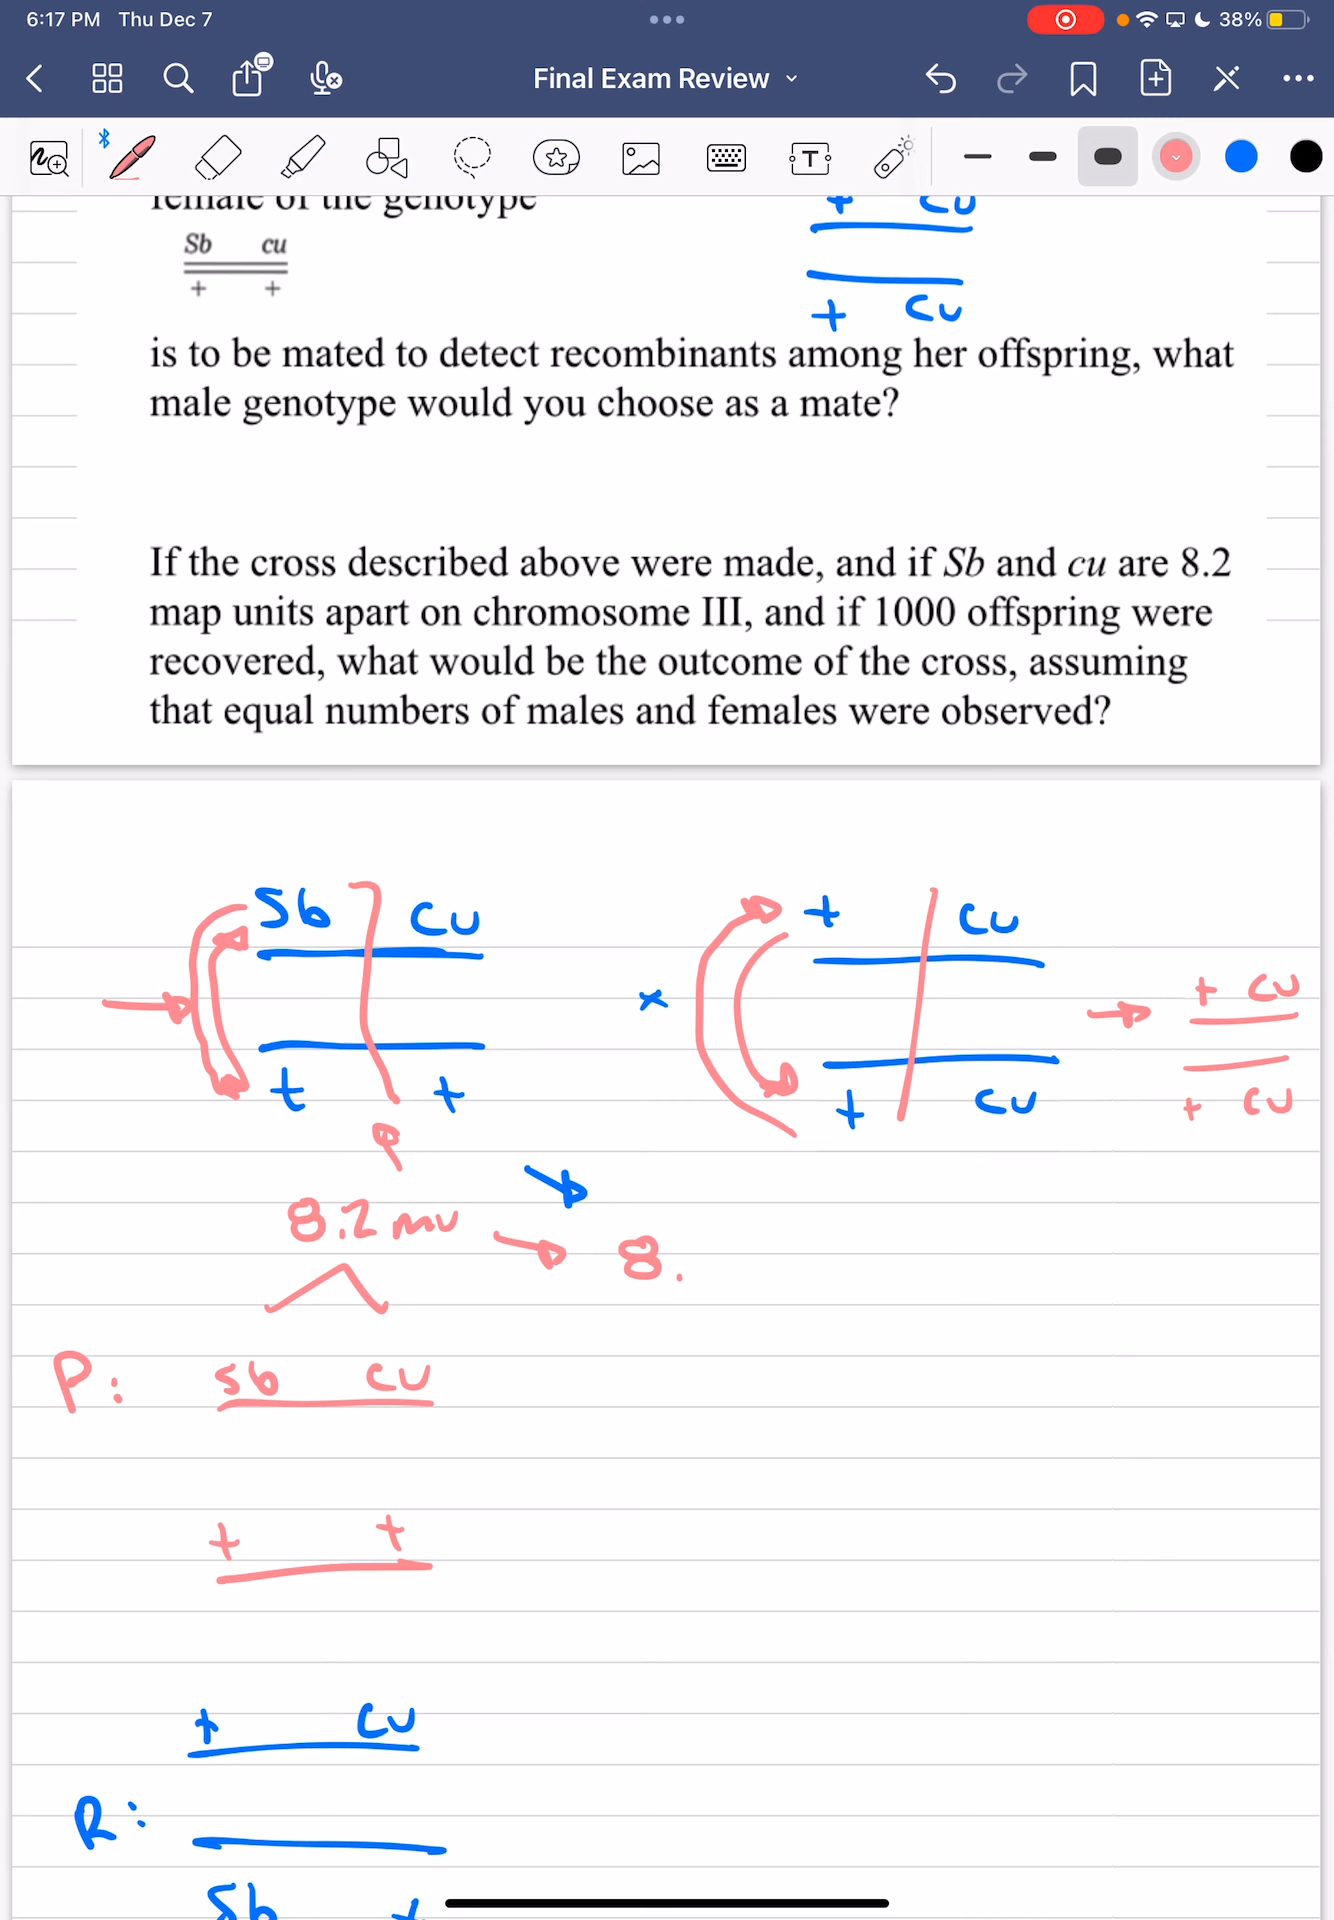 6:17 PM Thu Dec 7
38%
Final Exam Review
T
female of the genotype
+ Cu
Sb cu
+ +
+ Cu
is to be mated to detect recombinants among her offspring, what
male genotype would you choose as a mate?
If the cross described above were made, and if Sb and cu are 8.2
map units apart on chromosome III, and if 1000 offspring were
recovered, what would be the outcome of the cross, assuming
that equal numbers of males and females were observed?
Sb Cu
+ Cu
x
+ Cu
+ +
+ Cu
+ Cu
8.2 mu
8.
P: Sb Cu
+ +
+ Cu
R:
Sb +